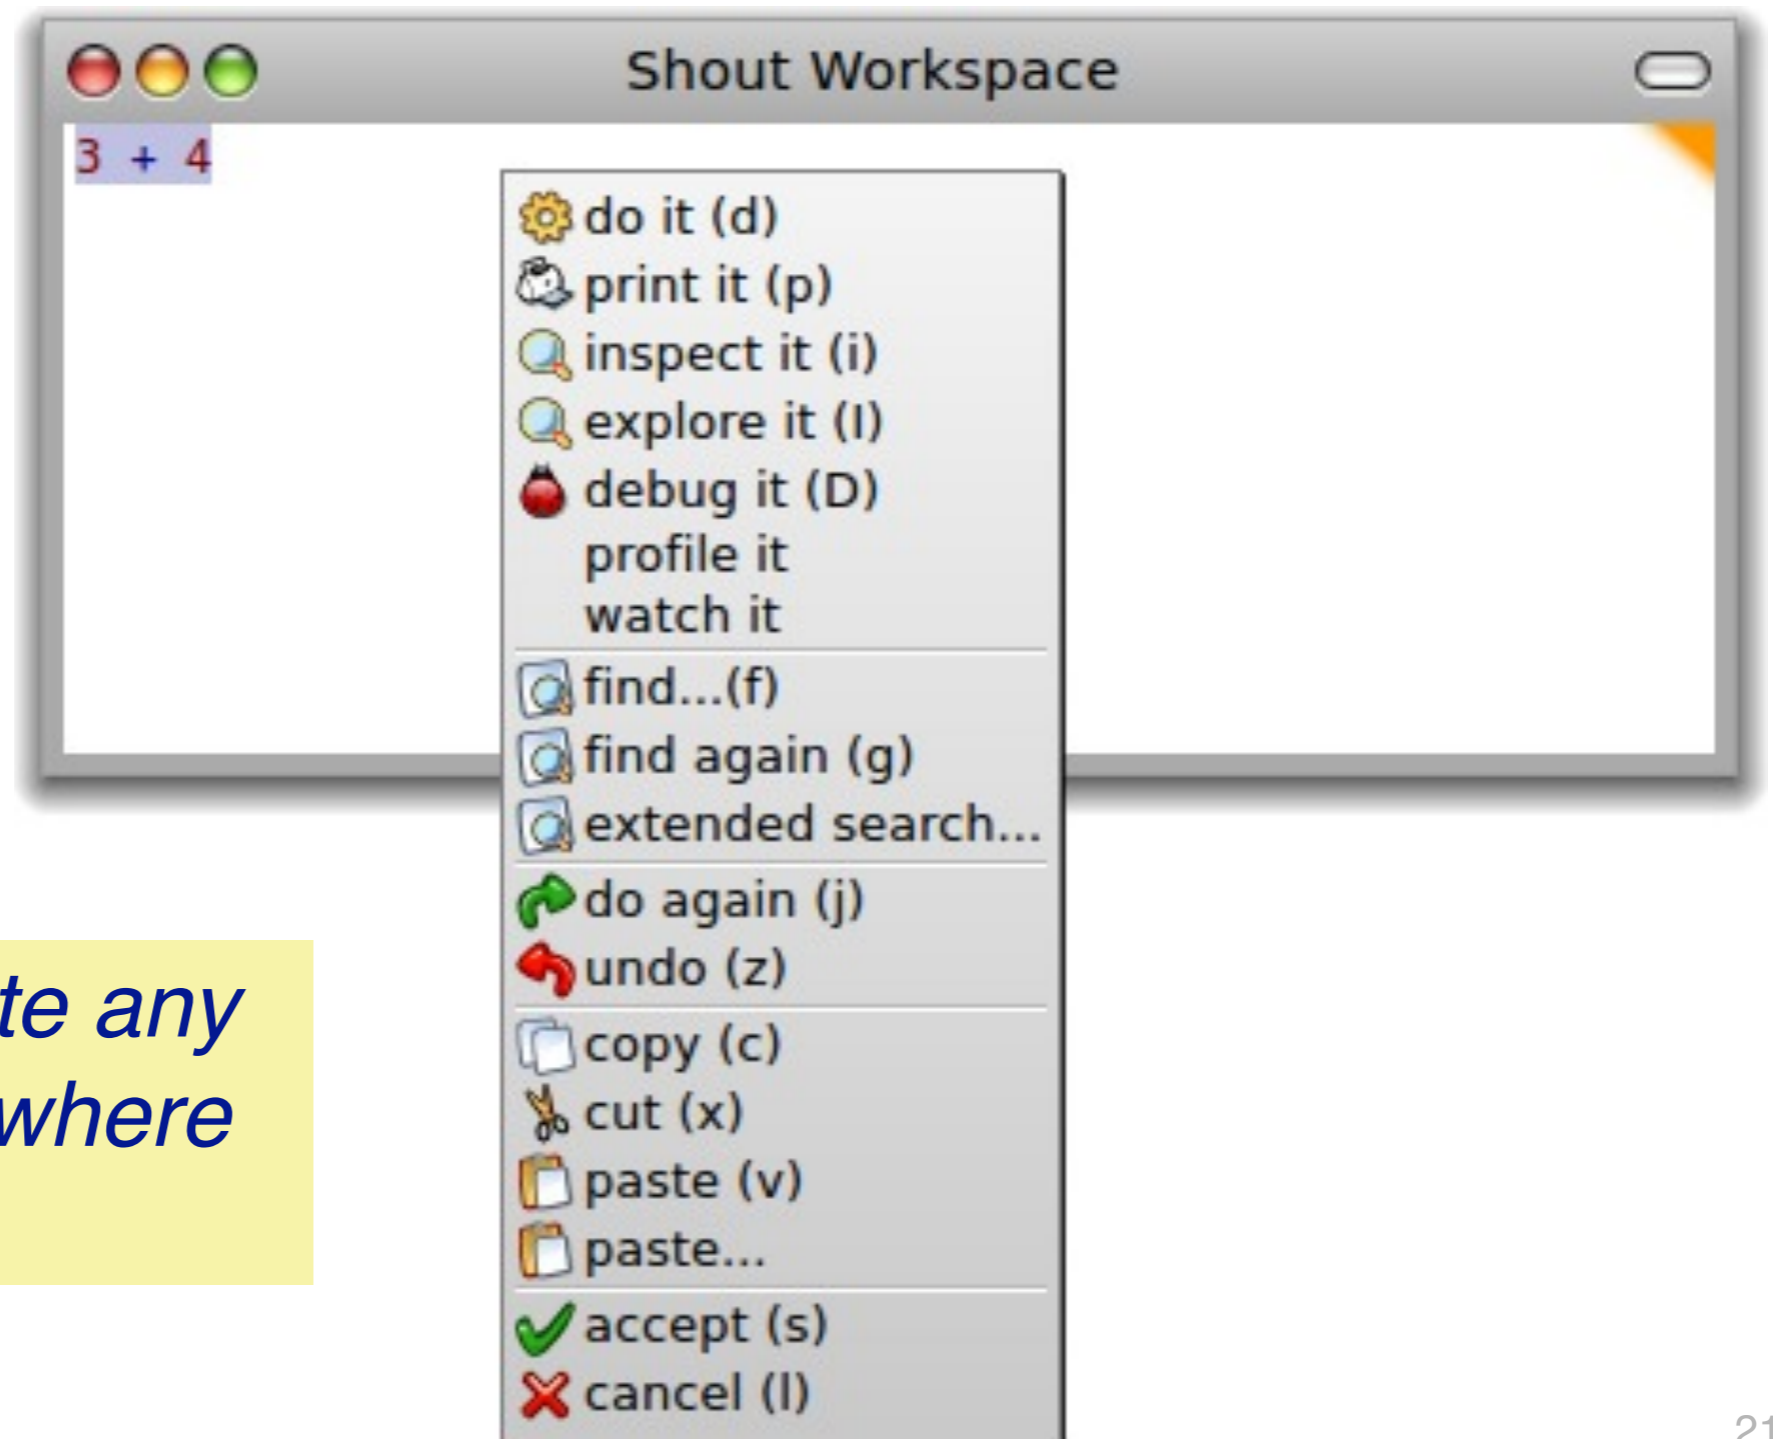 Shout Workspace
3 + 4
do it (d)
print it (p)
inspect it (i)
explore it (I)
debug it (D)
profile it
watch it
find...(f)
find again (g)
extended search...
do again (j)
undo (z)
copy (c)
cut (x)
paste (v)
paste...
accept (s)
cancel (l)
te any
where
21